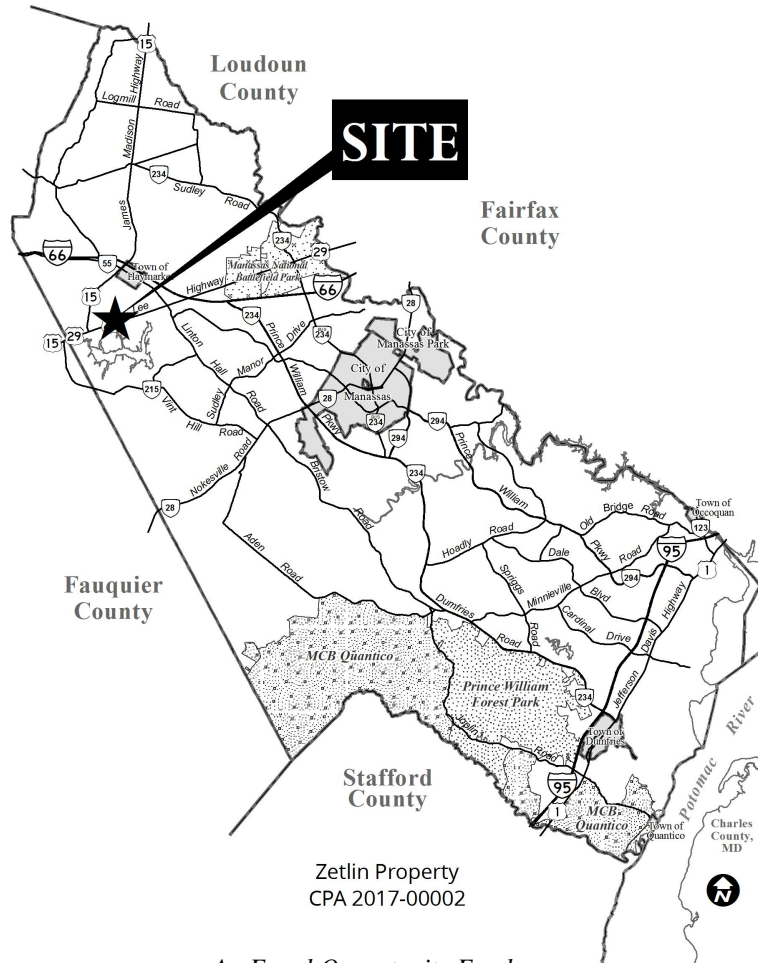 15
Loudoun
County
Highway
Logmill Road
Madison
SITE
234
Sudley Road
James
Fairfax
County
234
29
66
55
Town of
Manassas National
Battlefield Park
Highway
66
15
28
234
Prince
Drive
234
City of
Manassas Park
15
29
Linton
Manor
City of
Manassas
William
Hall
215
Sudley
28
Vint
Hill
Road
Road
Pkwy
234
294
294
Prince
Nokesville
Road
Bristow
234
28
William
Town of
Occoquan
Old Bridge Road
123
Road
Hoadly Road
Aden
Road
Dale
Pkwy
Road
95
1
Spriggs
294
Fauquier
County
Minnieville
Blvd
Highway
Dumfries
Cardinal
Drive
Road
Road
Davis
MCB Quantico
Prince William
Forest Park
234
Jefferson
River
Town of
Dumfries
Road
Stafford
County
95
Potomac
1
MCB
Quantico
Town of
Quantico
Charles
County,
MD
Zetlin Property
CPA 2017-00002
N